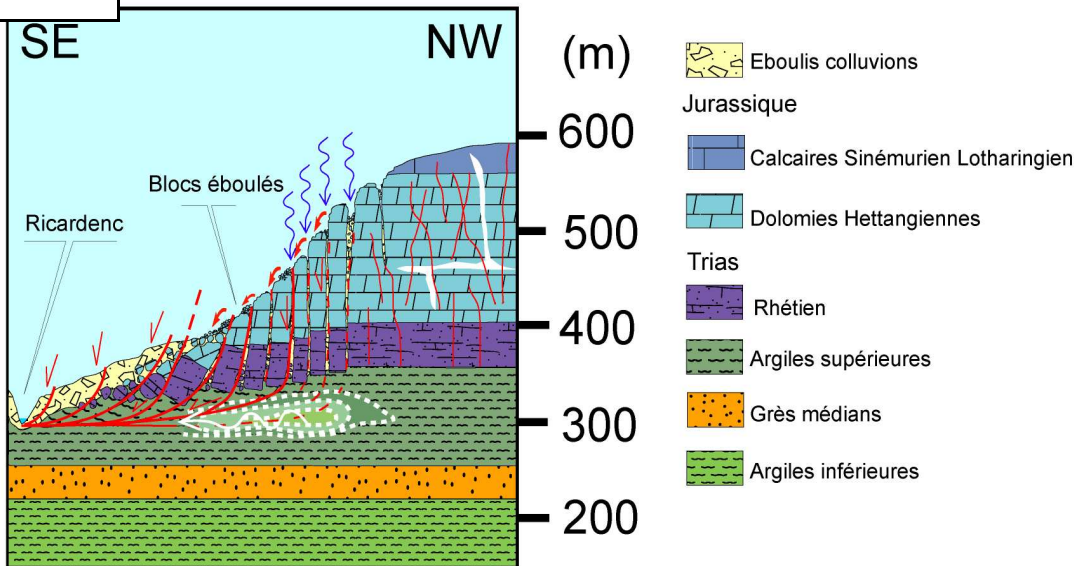 SE
NW
(m)
600
500
400
300
200
Blocs éboulés
Ricardenc
Eboulis colluvions
Jurassique
Calcaires Sinémurien Lotharingien
Dolomies Hettangiennes
Trias
Rhétien
Argiles supérieures
Grès médians
Argiles inférieures